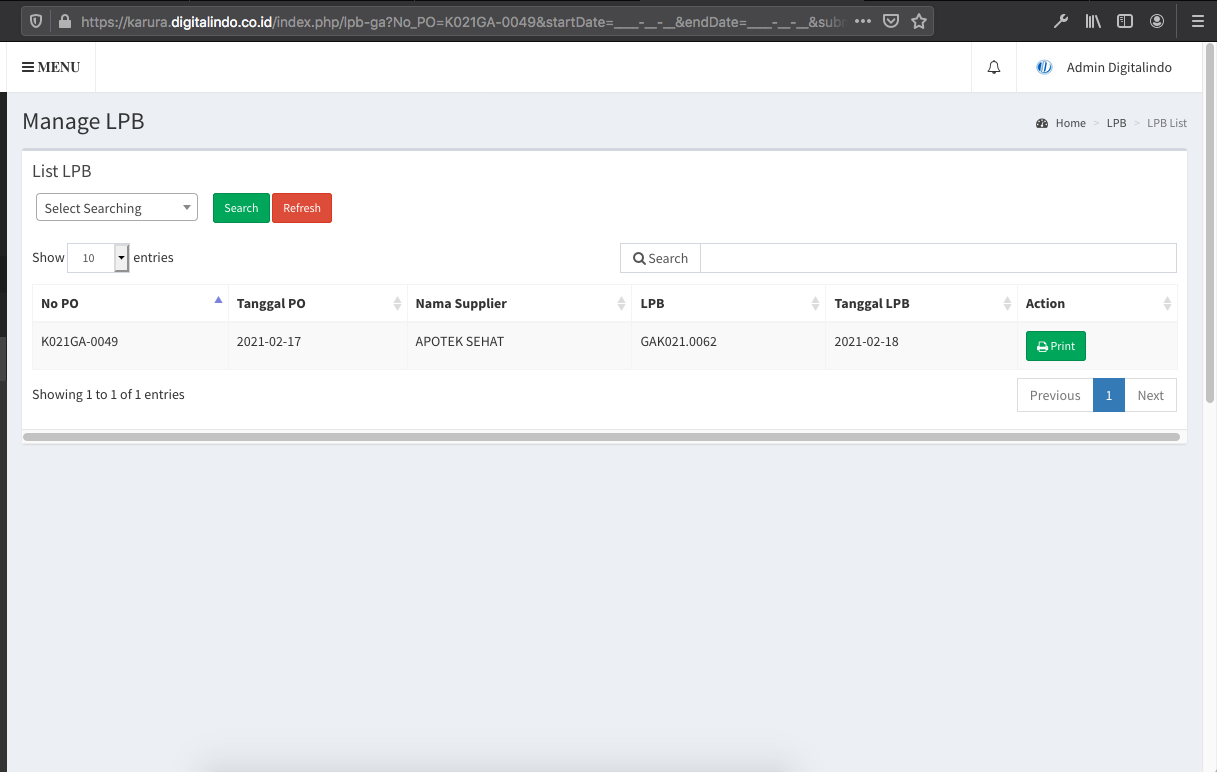 https://karura.digitalindo.co.id/index.php/lpb-ga?No_PO=K021GA-0049&startDate=____-__-__&endDate=____-__-__&sub
MENU
Admin Digitalindo
Manage LPB
Home > LPB > LPB List
List LPB
Select Searching Search Refresh
Show 10 entries Search
No PO Tanggal PO Nama Supplier LPB Tanggal LPB Action
K021GA-0049 2021-02-17 APOTEK SEHAT GAK021.0062 2021-02-18 Print
Showing 1 to 1 of 1 entries Previous 1 Next